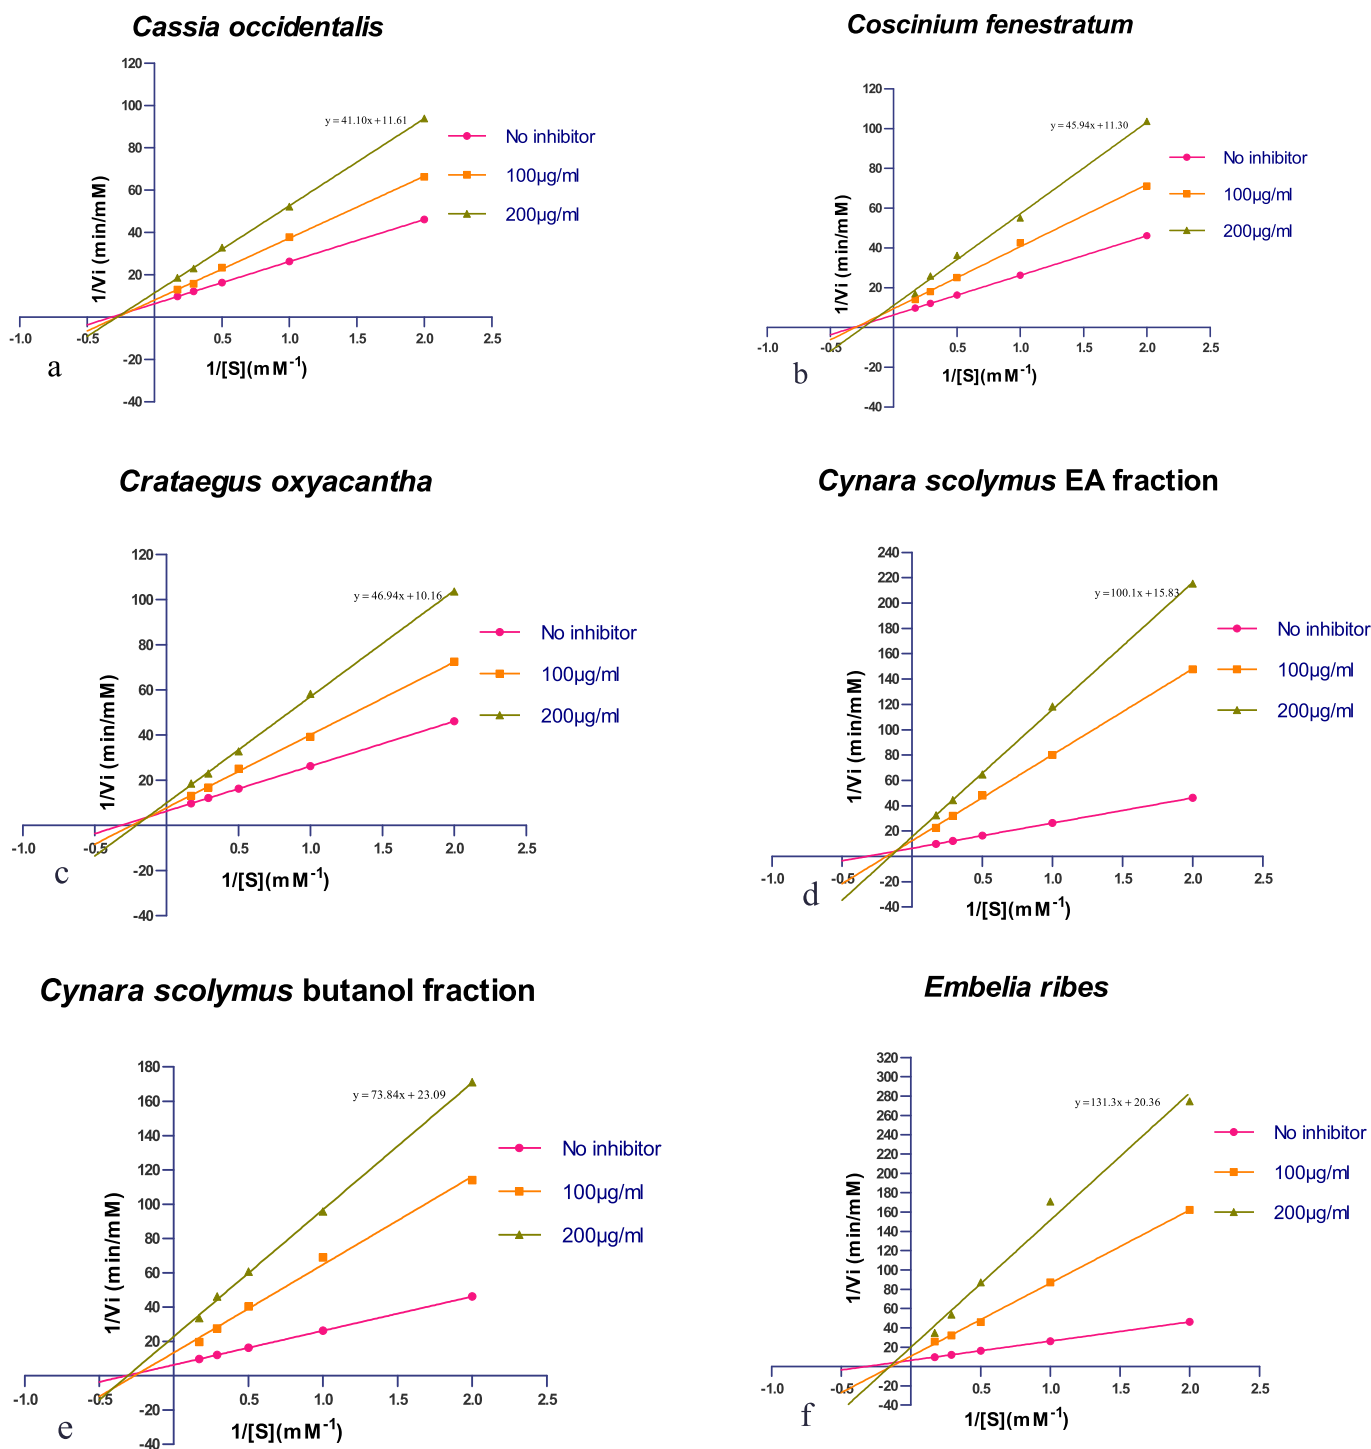 Cassia occidentalis
120
100
80
60
40
20
-20
-40
-1.0
-0.5
0.5
1.0
1.5
2.0
2.5
1/Vi (min/mM)
1/[S](mM-1)
y = 41.10x + 11.61
No inhibitor
100µg/ml
200µg/ml
a
Coscinium fenestratum
120
100
80
60
40
20
-20
-40
-1.0
-0.5
0.5
1.0
1.5
2.0
2.5
1/Vi (min/mM)
1/[S](mM-1)
y = 45.94x + 11.30
No inhibitor
100µg/ml
200µg/ml
b
Crataegus oxyacantha
120
100
80
60
40
20
-20
-40
-1.0
-0.5
0.5
1.0
1.5
2.0
2.5
1/Vi (min/mM)
1/[S](mM-1)
y = 46.94x + 10.16
No inhibitor
100µg/ml
200µg/ml
c
Cynara scolymus EA fraction
240
220
200
180
160
140
120
100
80
60
40
20
-20
-40
-1.0
-0.5
0.5
1.0
1.5
2.0
2.5
1/Vi (min/mM)
1/[S](mM-1)
y = 100.1x + 15.83
No inhibitor
100µg/ml
200µg/ml
d
Cynara scolymus butanol fraction
180
160
140
120
100
80
60
40
20
-20
-40
-1.0
-0.5
0.5
1.0
1.5
2.0
2.5
1/Vi (min/mM)
1/[S](mM-1)
y = 73.84x + 23.09
No inhibitor
100µg/ml
200µg/ml
e
Embelia ribes
320
300
280
260
240
220
200
180
160
140
120
100
80
60
40
20
-20
-40
-1.0
-0.5
0.5
1.0
1.5
2.0
2.5
1/Vi (min/mM)
1/[S](mM-1)
y = 131.3x + 20.36
No inhibitor
100µg/ml
200µg/ml
f